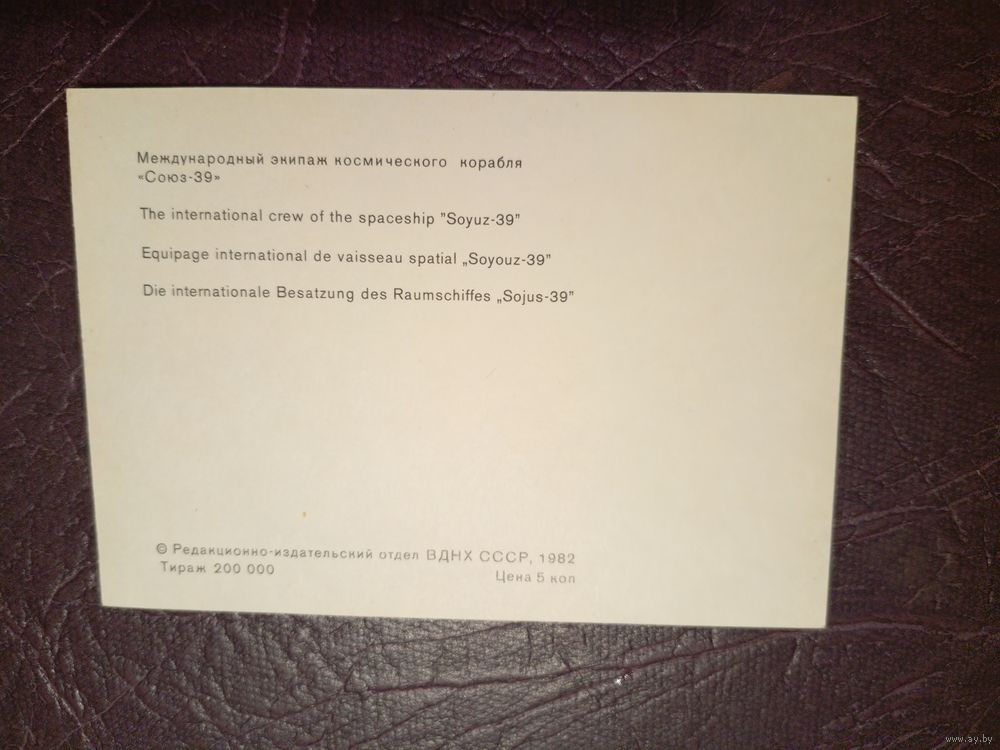 Международный экипаж космического корабля
«Союз-39»
The international crew of the spaceship "Soyuz-39"
Equipage international de vaisseau spatial „Soyouz-39"
Die internationale Besatzung des Raumschiffes „Sojus-39"
© Редакционно-издательский отдел ВДНХ СССР, 1982
Тираж 200 000 Цена 5 коп
www.ay.by